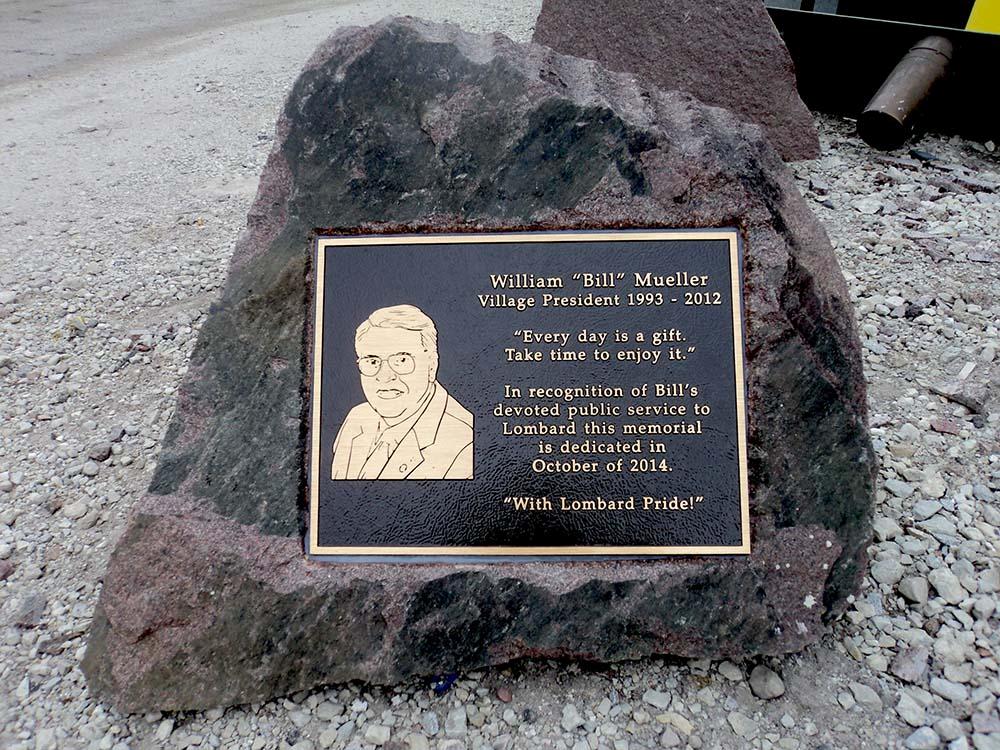 William “Bill” Mueller
Village President 1993 - 2012
“Every day is a gift.
Take time to enjoy it.”
In recognition of Bill’s
devoted public service to
Lombard this memorial
is dedicated in
October of 2014.
“With Lombard Pride!”